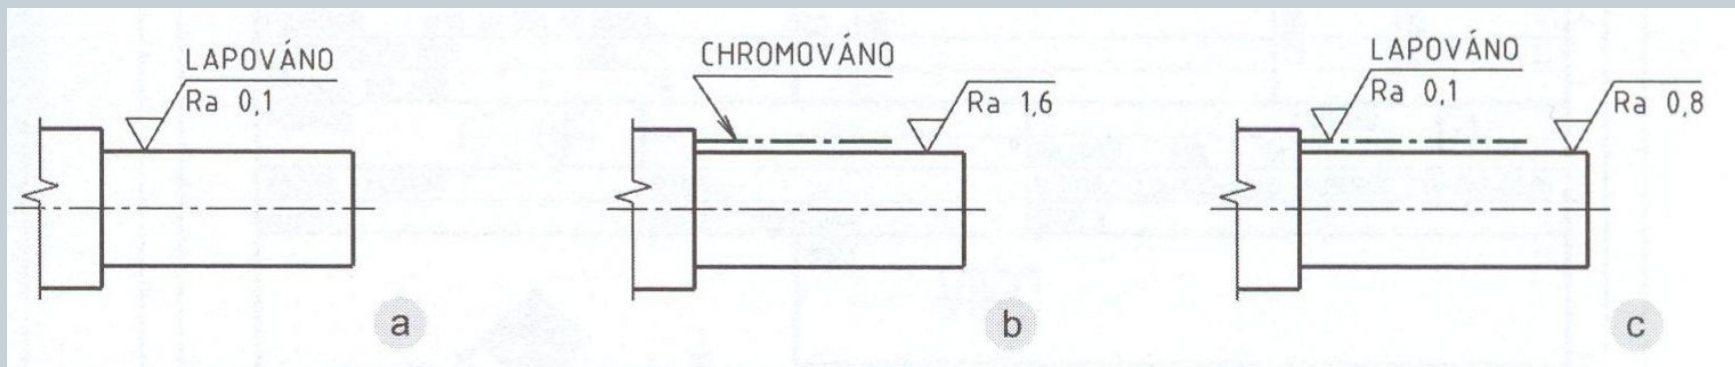 LAPOVÁNO
Ra 0,1
a
CHROMOVÁNO
Ra 1,6
b
LAPOVÁNO
Ra 0,1
Ra 0,8
c